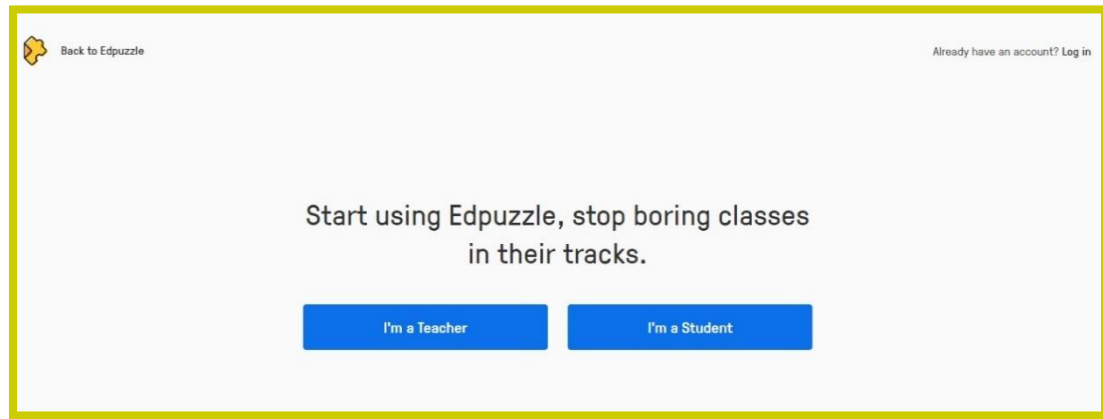 Back to Edpuzzle
Already have an account? Log in
Start using Edpuzzle, stop boring classes
in their tracks.
I'm a Teacher
I'm a Student